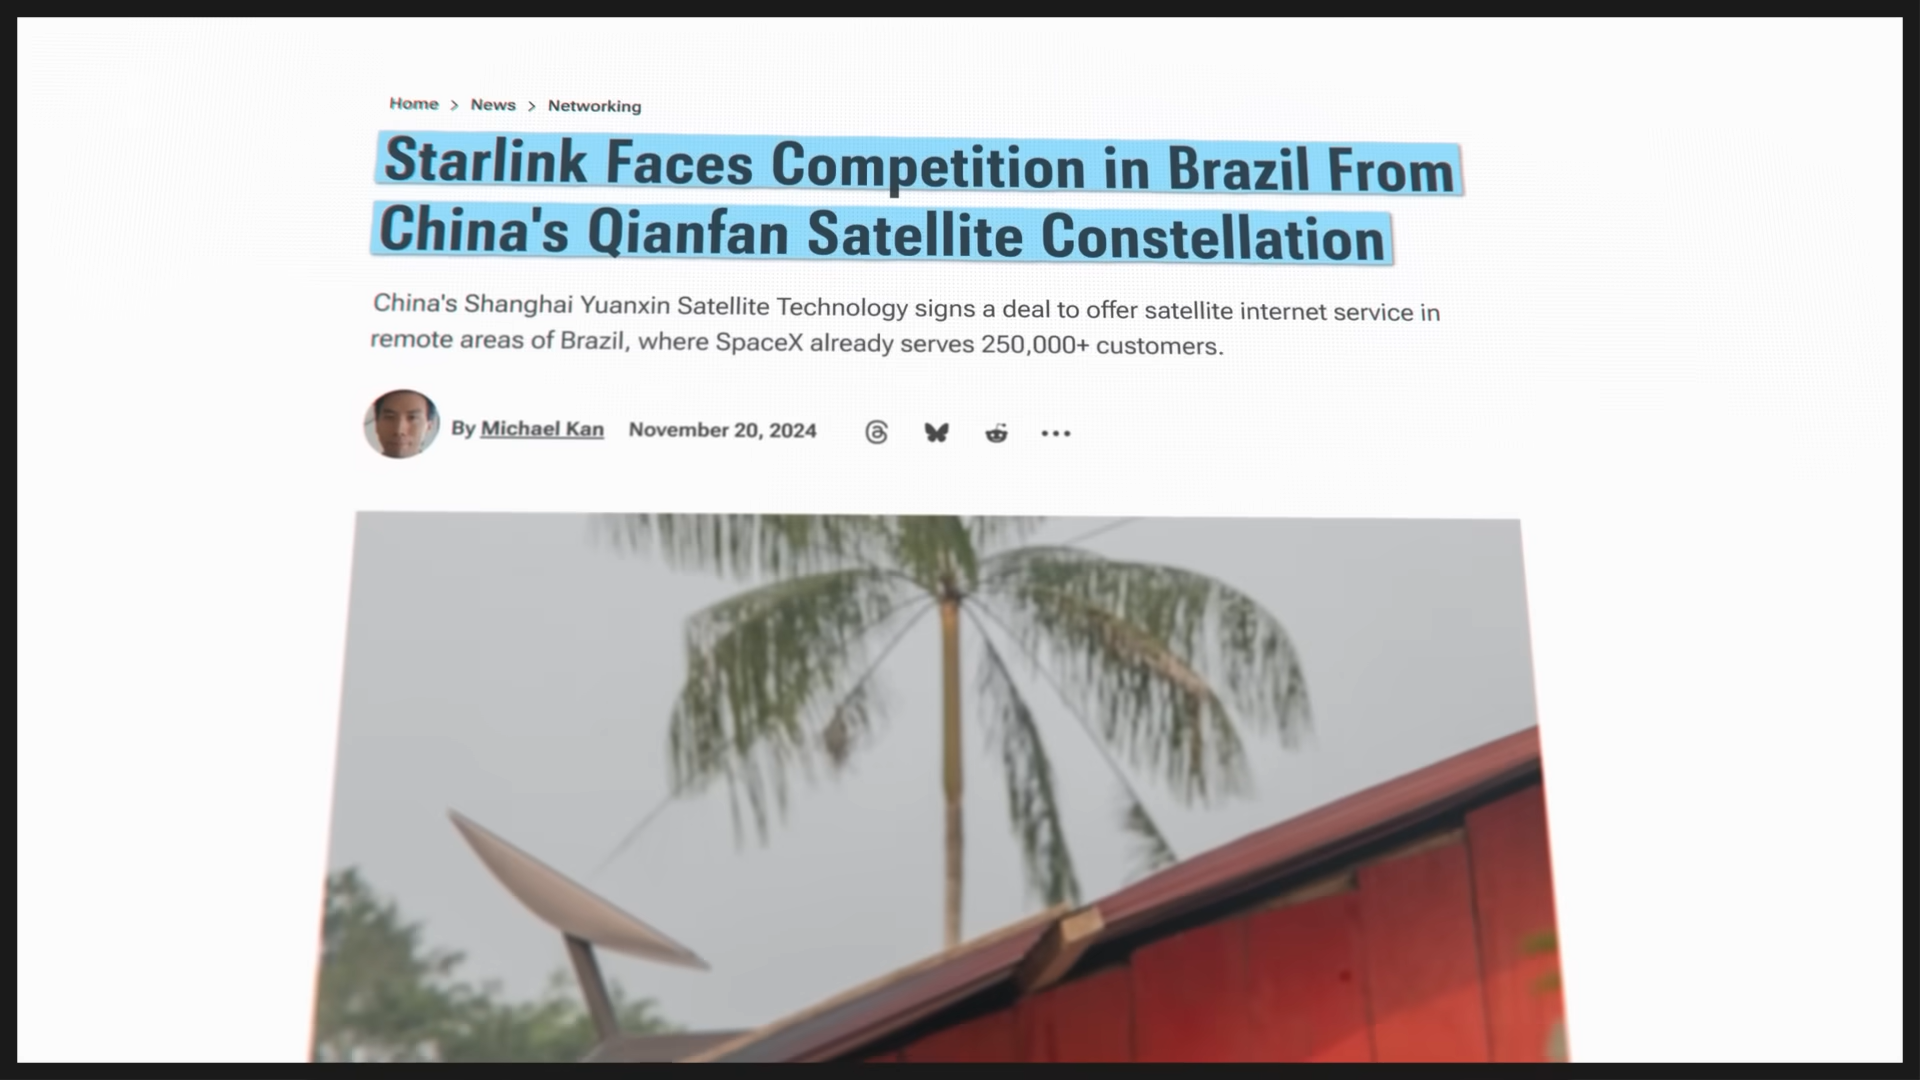 Home > News > Networking
Starlink Faces Competition in Brazil From
China's Qianfan Satellite Constellation
China's Shanghai Yuanxin Satellite Technology signs a deal to offer satellite internet service in
remote areas of Brazil, where SpaceX already serves 250,000+ customers.
By Michael Kan November 20, 2024